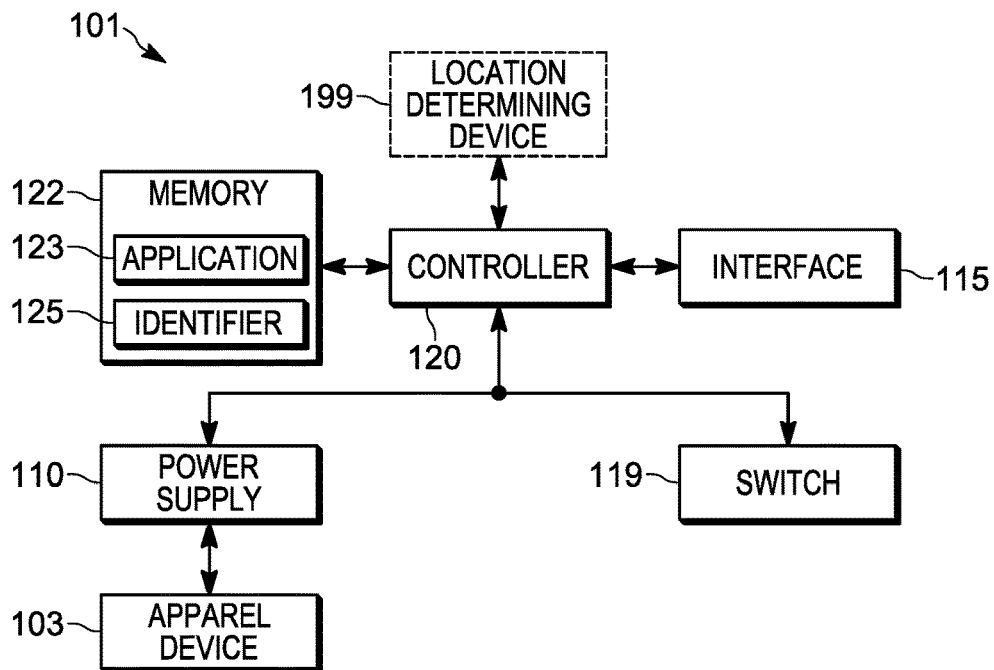 101
LOCATION
DETERMINING
DEVICE
199
122
MEMORY
123
APPLICATION
125
IDENTIFIER
CONTROLLER
120
INTERFACE
115
110
POWER
SUPPLY
119
SWITCH
103
APPAREL
DEVICE